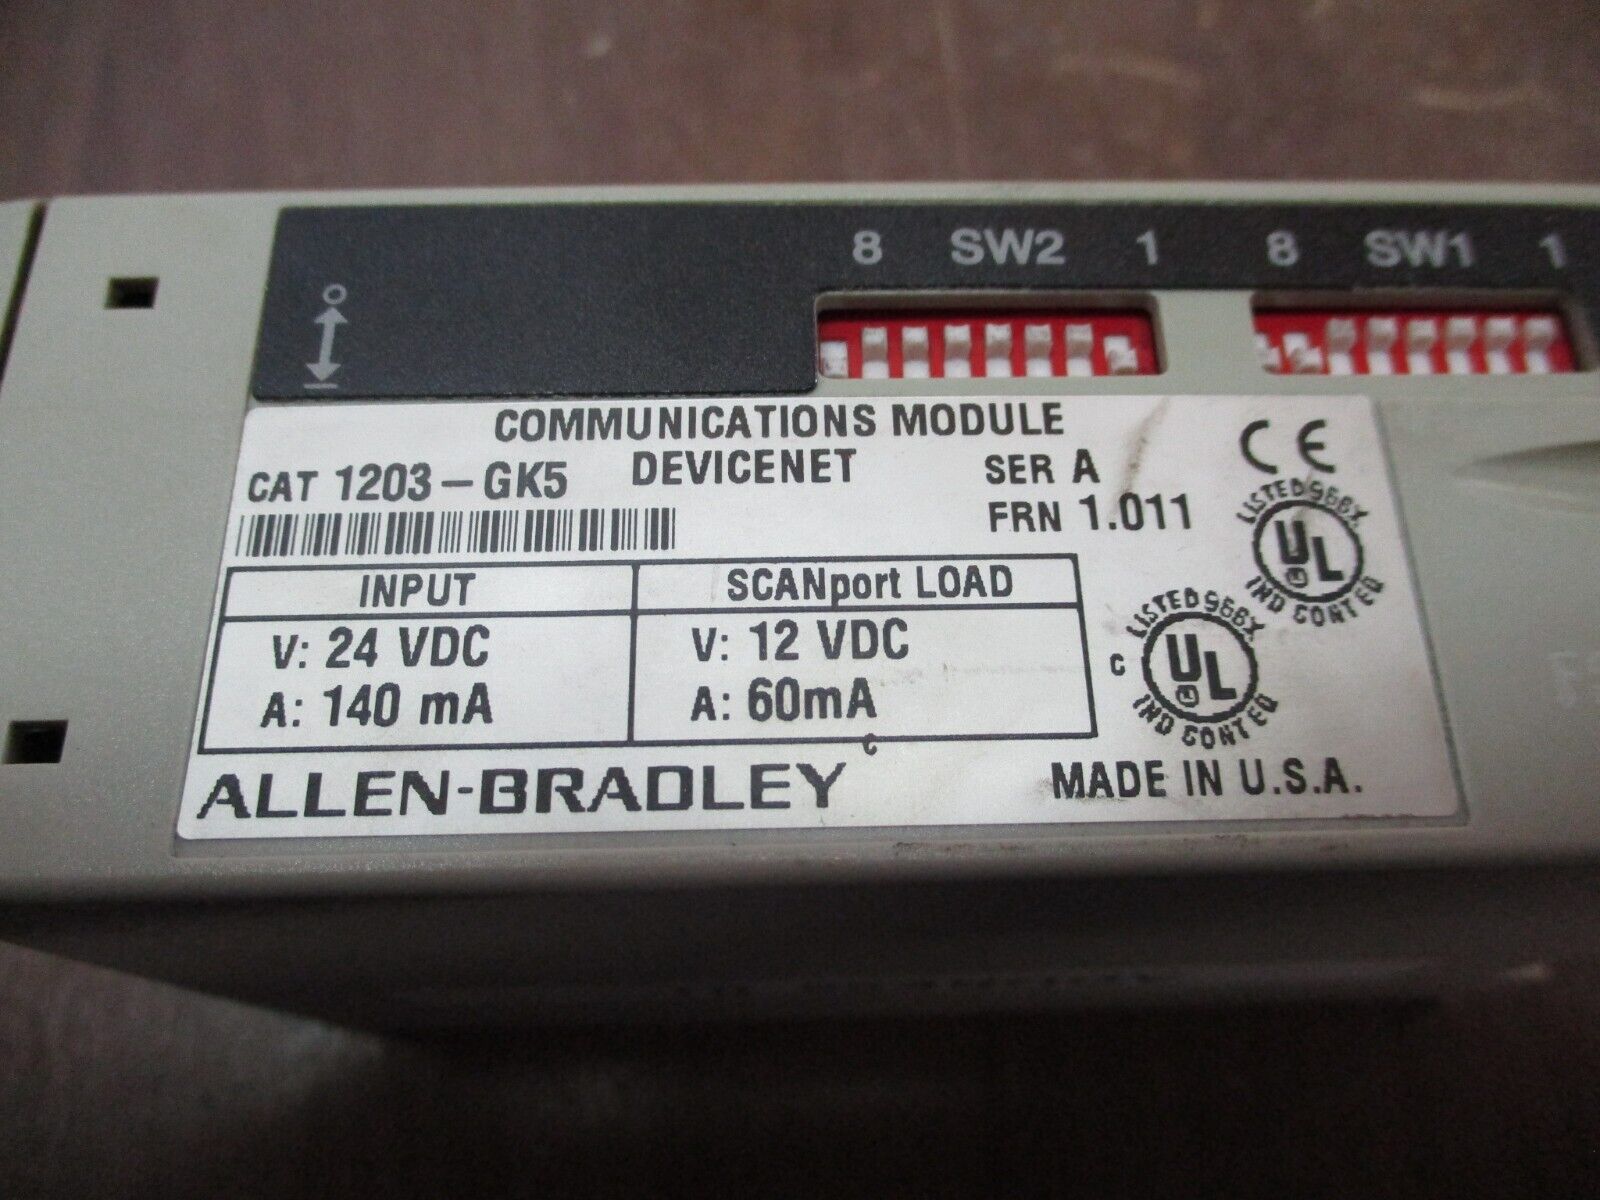 8 SW2 1 8 SW1 1
COMMUNICATIONS MODULE
CAT 1203-GK5 DEVICENET SER A
FRN 1.011
CE
LISTED 966X
UL
IND CONT EQ
INPUT SCANport LOAD
V: 24 VDC V: 12 VDC
A: 140 mA A: 60mA
LISTED 966X
C UL
IND CONT EQ
C
ALLEN-BRADLEY MADE IN U.S.A.